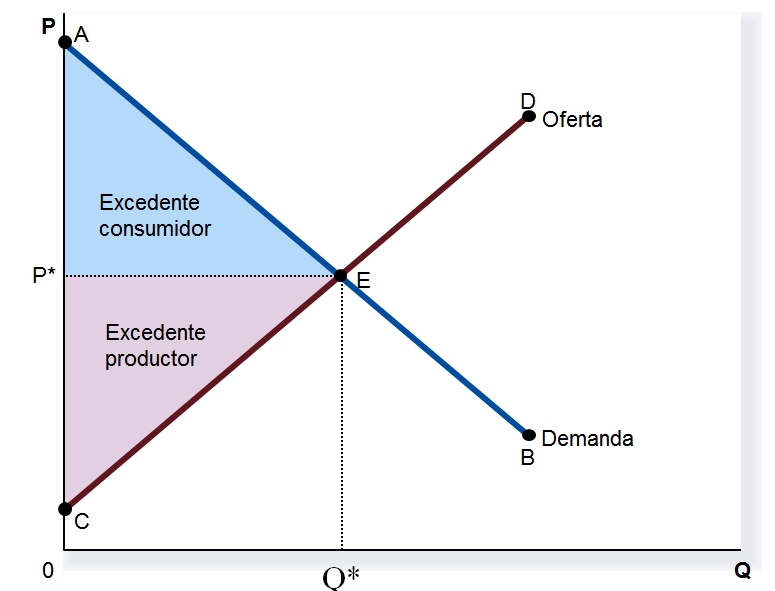 P
A
D
Oferta
Excedente
consumidor
P*
E
Excedente
productor
Demanda
B
C
0
Q*
Q